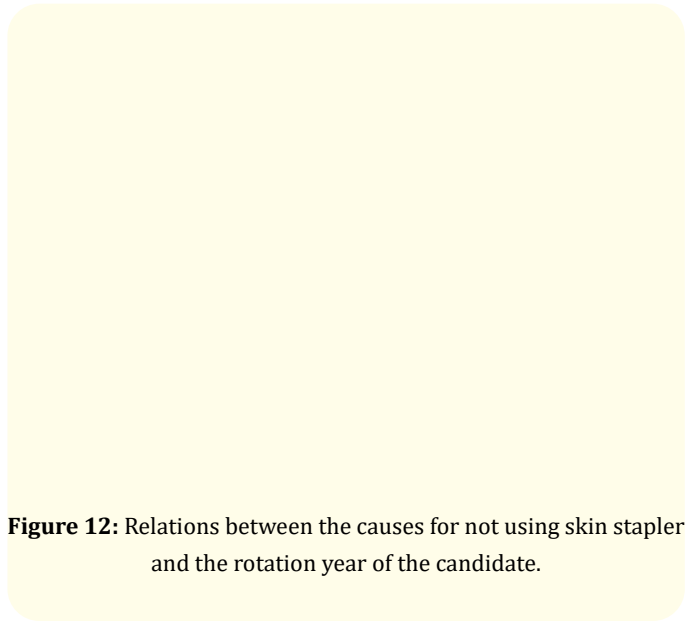 Figure 12: Relations between the causes for not using skin stapler
and the rotation year of the candidate.